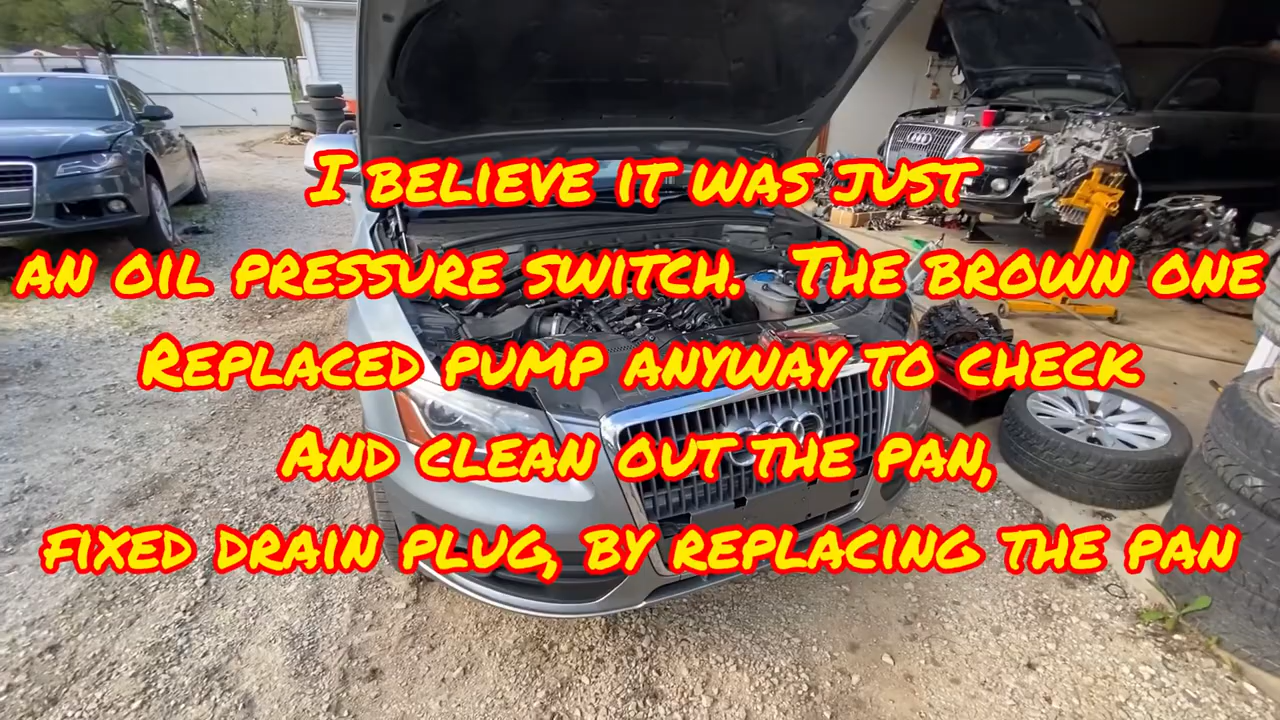 I believe it was just
an oil pressure switch. The brown one
Replaced pump anyway to check
And clean out the pan,
fixed drain plug, by replacing the pan